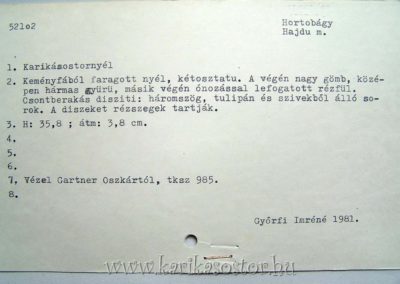 521o2
Hortobágy
Hajdu m.
1. Karikásostornyél
2. Keményfából faragott nyél, kétosztatu. A végén nagy gömb, közé-
pen hármas gyürü, másik végén ónozással lefogatott rézfül.
Csontberakás disziti: háromszög, tulipán és szivekből álló so-
rok. A diszeket rézszegek tartják.
3. H: 35,8 ; átm: 3,8 cm.
4.
5.
6.
7, Vézel Gartner Oszkártól, tksz 985.
8.
Győrfi Imréné 1981.
www.karikasostor.hu